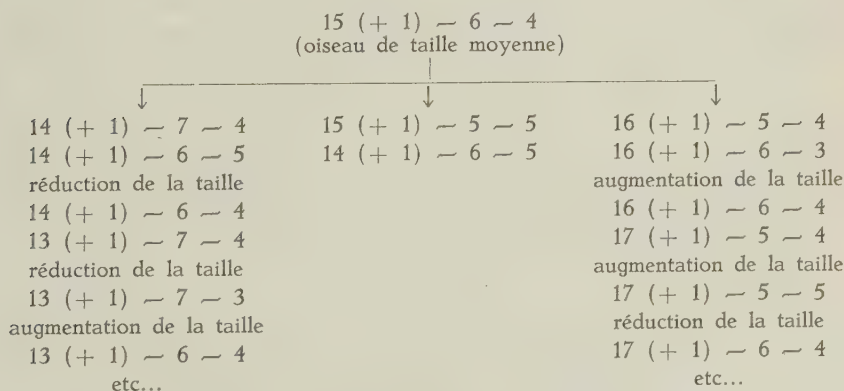 15 (+ 1) — 6 — 4
(oiseau de taille moyenne)
14 (+ 1) — 7 — 4
14 (+ 1) — 6 — 5
réduction de la taille
14 (+ 1) — 6 — 4
13 (+ 1) — 7 — 4
réduction de la taille
13 (+ 1) — 7 — 3
augmentation de la taille
13 (+ 1) — 6 — 4
etc...
15 (+ 1) — 5 — 5
14 (+ 1) — 6 — 5
16 (+ 1) — 5 — 4
16 (+ 1) — 6 — 3
augmentation de la taille
16 (+ 1) — 6 — 4
17 (+ 1) — 5 — 4
augmentation de la taille
17 (+ 1) — 5 — 5
réduction de la taille
17 (+ 1) — 6 — 4
etc...